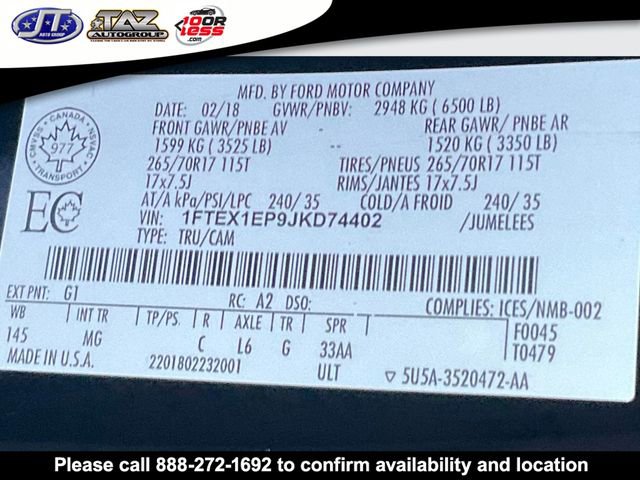 JT
AUTO GROUP
TAZ
AUTOGROUP
10 OR
LESS.com
MFD. BY FORD MOTOR COMPANY
DATE: 02/18 GVWR/PNBV: 2948 KG ( 6500 LB)
FRONT GAWR/PNBE AV REAR GAWR/ PNBE AR
1599 KG ( 3525 LB) -- 1520 KG ( 3350 LB)
265/70R17 115T TIRES/PNEUS 265/70R17 115T
17x7.5J RIMS/JANTES 17x7.5J
AT/A kPa/PSI/LPC 240/ 35 COLD/A FROID 240/ 35
VIN: 1FTEX1EP9JKD74402 /JUMELEES
TYPE: TRU/CAM
CMVSS CANADA NSVAC
977
TRANSPORT
EC
EXT PNT: G1 RC: A2 DSO: COMPLIES: ICES/NMB-002
WB INT TR TP/PS. R AXLE TR SPR F0045
145 MG C L6 G 33AA T0479
MADE IN U.S.A. 2201802232001 ULT ▽ 5U5A-3520472-AA
Please call 888-272-1692 to confirm availability and location